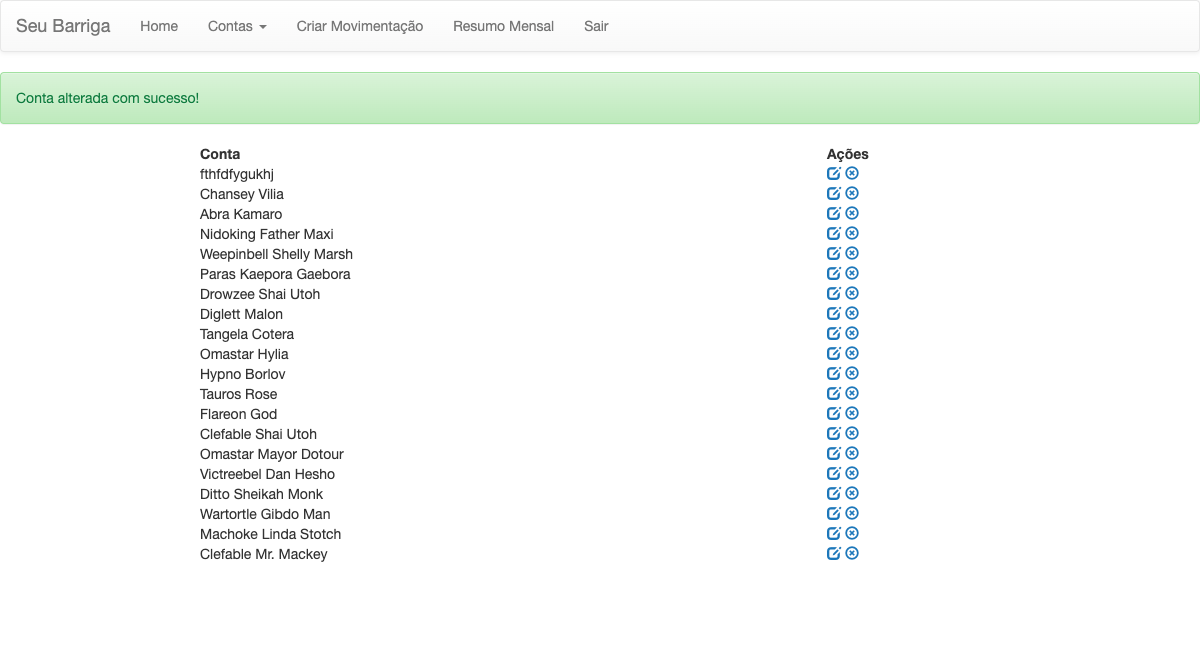 Seu Barriga Home Contas Criar Movimentação Resumo Mensal Sair
Conta alterada com sucesso!
Conta Ações
fthfdfygukhj
Chansey Vilia
Abra Kamaro
Nidoking Father Maxi
Weepinbell Shelly Marsh
Paras Kaepora Gaebora
Drowzee Shai Utoh
Diglett Malon
Tangela Cotera
Omastar Hylia
Hypno Borlov
Tauros Rose
Flareon God
Clefable Shai Utoh
Omastar Mayor Dotour
Victreebel Dan Hesho
Ditto Sheikah Monk
Wartortle Gibdo Man
Machoke Linda Stotch
Clefable Mr. Mackey